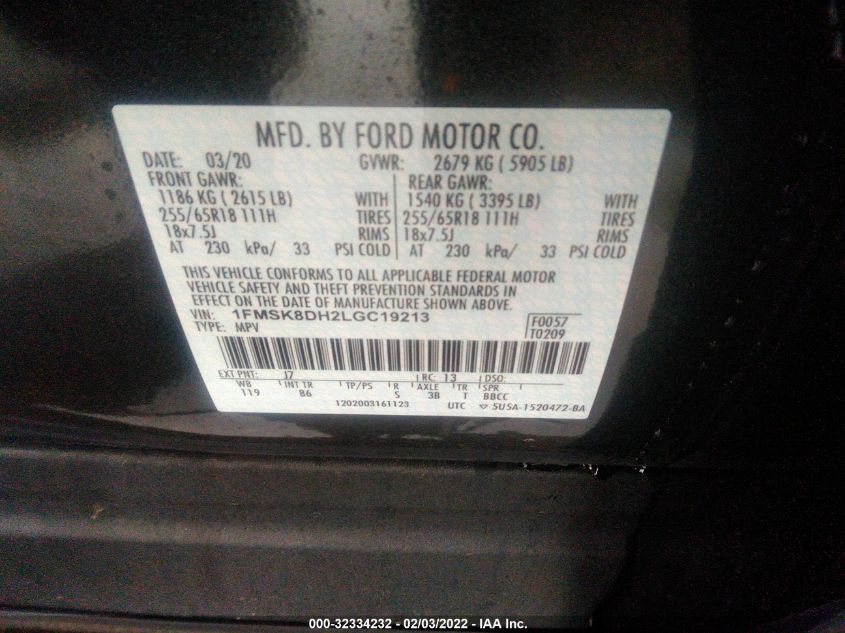 MFD. BY FORD MOTOR CO.
DATE: 03/20 GVWR: 2679 KG ( 5905 LB)
FRONT GAWR: REAR GAWR:
1186 KG ( 2615 LB) WITH 1540 KG ( 3395 LB) WITH
255/65R18 111H TIRES 255/65R18 111H TIRES
18x7.5J RIMS 18x7.5J RIMS
AT 230 kPa/ 33 PSI COLD AT 230 kPa/ 33 PSI COLD
THIS VEHICLE CONFORMS TO ALL APPLICABLE FEDERAL MOTOR
VEHICLE SAFETY AND THEFT PREVENTION STANDARDS IN
EFFECT ON THE DATE OF MANUFACTURE SHOWN ABOVE.
VIN: 1FMSK8DH2LGC19213 F0057
TYPE: MPV T0209
EXT PNT: J7 RC: 13 DSO:
WB INT TR TP/PS R AXLE TR SPR
119 B6 S 3B T BBCC
1202003161123 UTC 5U5A-1520472-BA
000-32334232 - 02/03/2022 - IAA Inc.